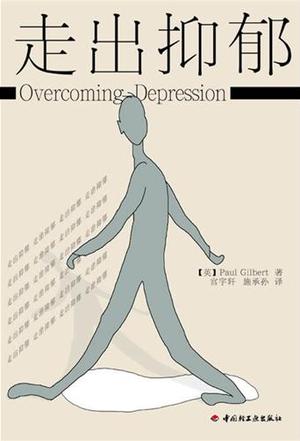 走出抑郁
Overcoming Depression
【英】Paul Gilbert 著
宫宇轩 施承孙 译
中国轻工业出版社